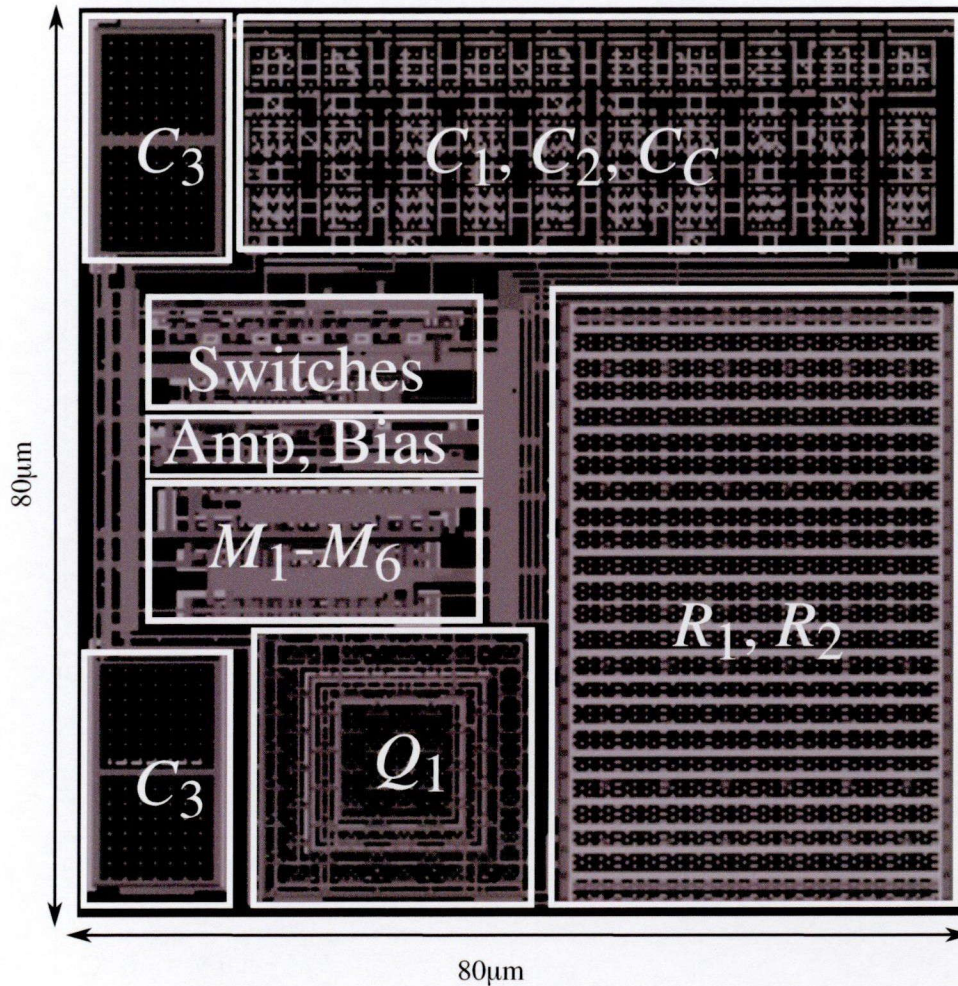 C3
C1, C2, CC
Switches
Amp, Bias
M1-M6
R1, R2
Q1
C3
80μm
80μm